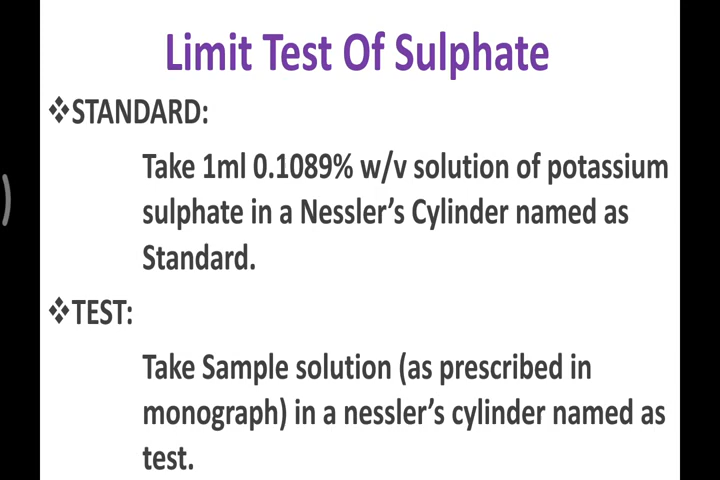 Limit Test Of Sulphate
❖STANDARD:
Take 1ml 0.1089% w/v solution of potassium
sulphate in a Nessler's Cylinder named as
Standard.
❖TEST:
Take Sample solution (as prescribed in
monograph) in a nessler's cylinder named as
test.